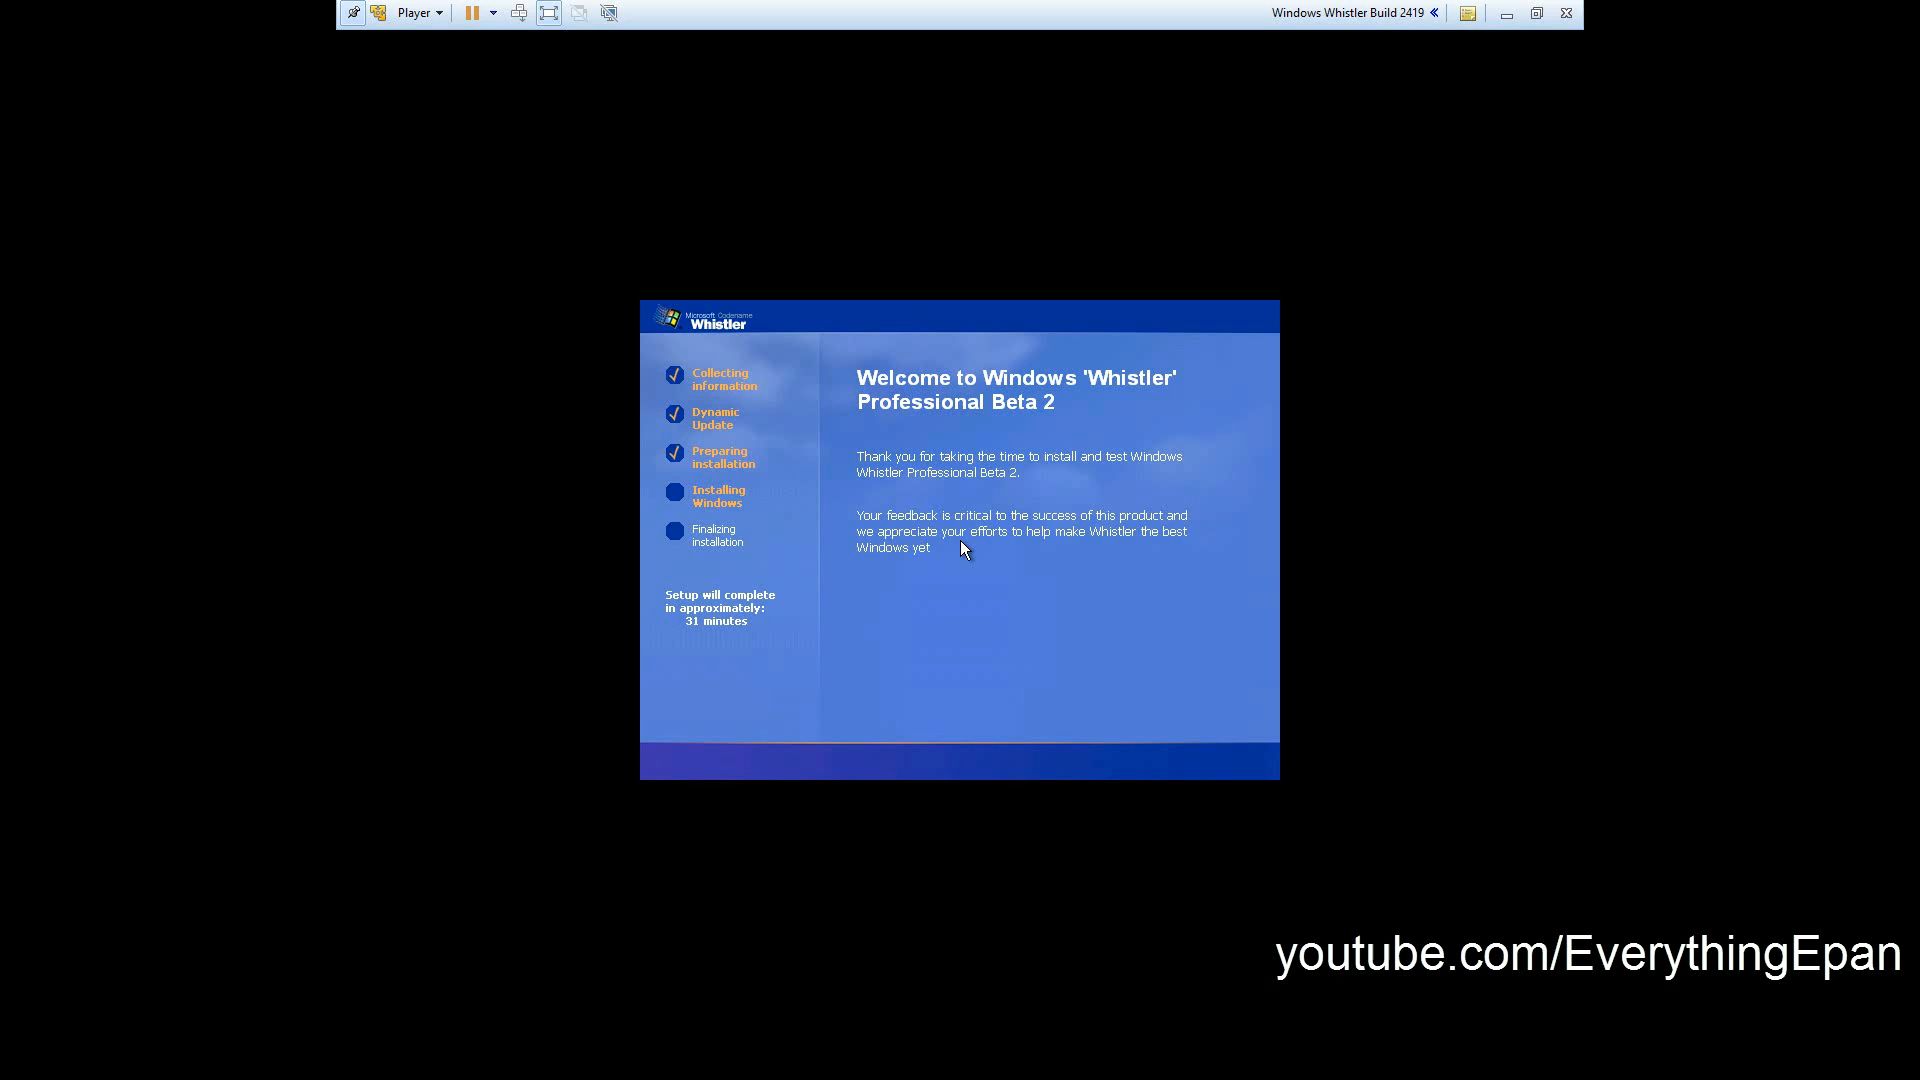 Player
Windows Whistler Build 2419
Microsoft Codename
Whistler
Collecting
information
Dynamic
Update
Preparing
installation
Installing
Windows
Finalizing
installation
Setup will complete
in approximately:
31 minutes
Welcome to Windows 'Whistler'
Professional Beta 2
Thank you for taking the time to install and test Windows
Whistler Professional Beta 2.
Your feedback is critical to the success of this product and
we appreciate your efforts to help make Whistler the best
Windows yet
youtube.com/EverythingEpan